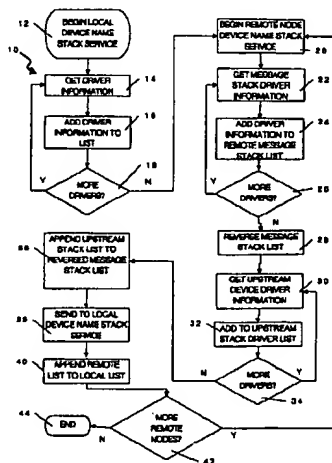 12
BEGIN LOCAL
DEVICE NAME
STACK SERVICE
10
GET DRIVER
INFORMATION
14
ADD DRIVER
INFORMATION TO
LIST
16
MORE
DRIVERS?
18
Y
N
BEGIN REMOTE NODE
DEVICE NAME STACK
SERVICE
GET MESSAGE
STACK DRIVER
INFORMATION
22
ADD DRIVER
INFORMATION TO
REMOTE MESSAGE
STACK LIST
24
MORE
DRIVERS?
26
Y
N
REVERSE MESSAGE
STACK LIST
GET UPSTREAM
DEVICE DRIVER
INFORMATION
30
32
ADD TO UPSTREAM
STACK DRIVER LIST
MORE
DRIVERS?
34
N
Y
APPEND UPSTREAM
STACK LIST TO
REVERSED MESSAGE
STACK LIST
SEND TO LOCAL
DEVICE NAME STACK
SERVICE
40
APPEND REMOTE
LIST TO LOCAL LIST
44
END
MORE
REMOTE
NODES?
N
Y
42